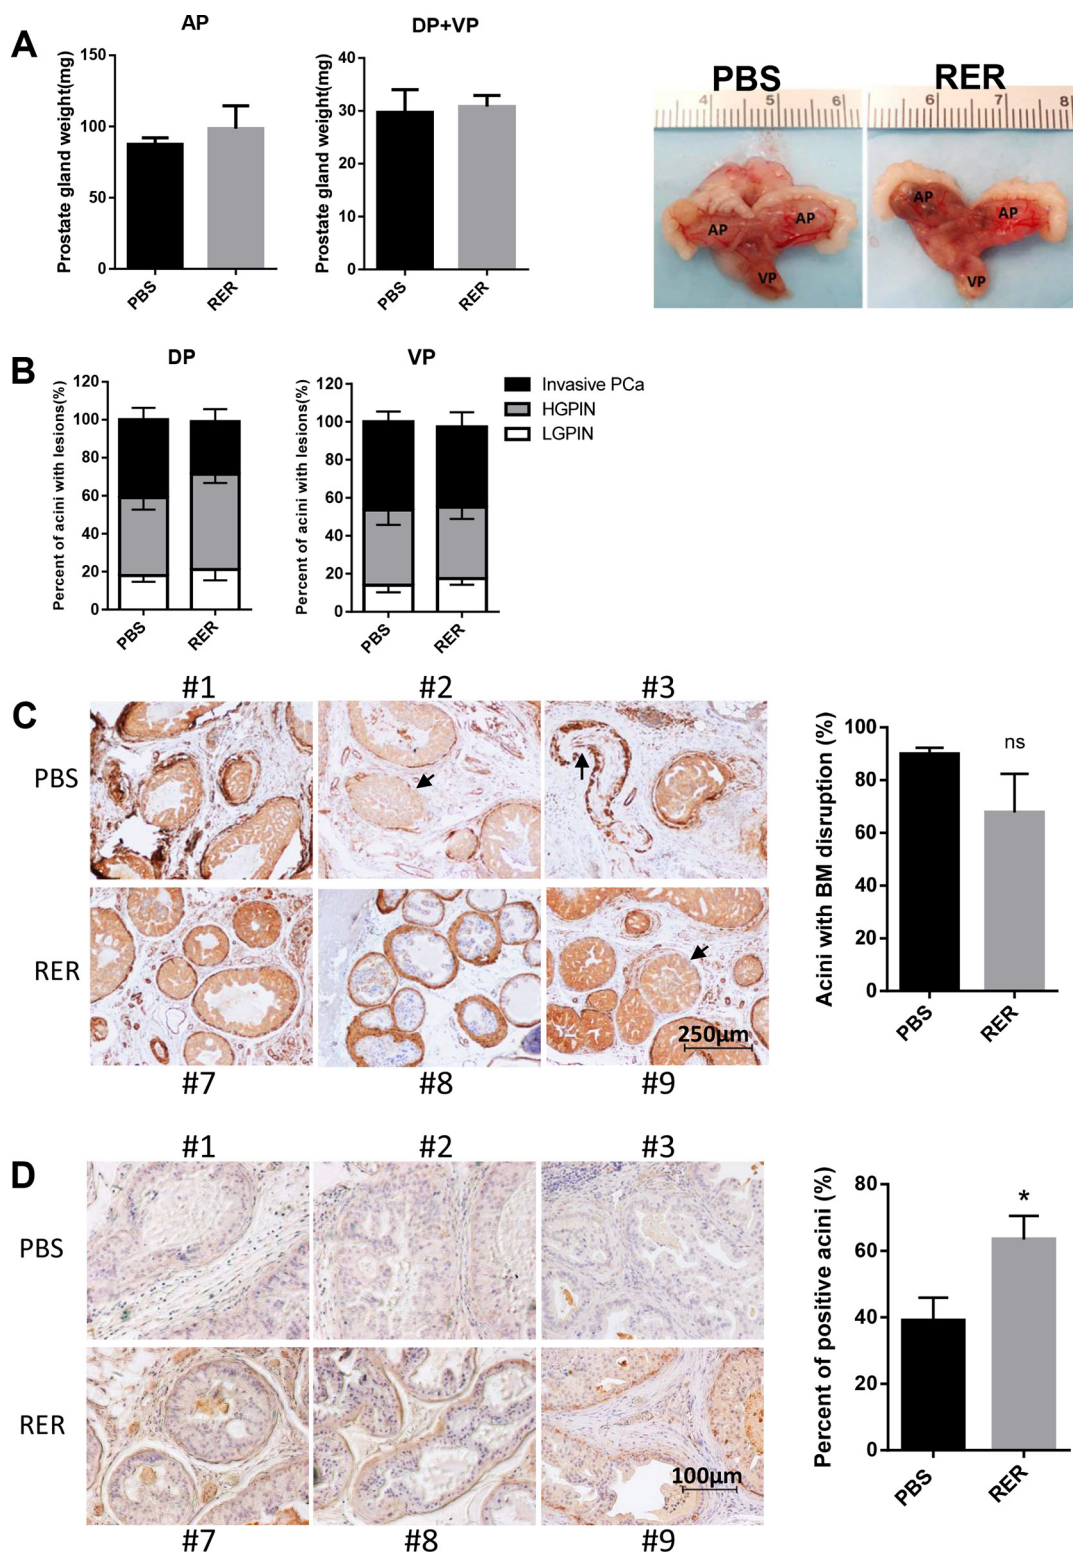 A
AP
Prostate gland weight(mg)
150
100
50
0
PBS
RER
DP+VP
Prostate gland weight(mg)
40
30
20
10
0
PBS
RER
PBS
RER
4
5
6
6
7
8
AP
AP
VP
AP
AP
VP
B
DP
Percent of acini with lesions(%)
120
100
80
60
40
20
0
PBS
RER
VP
Percent of acini with lesions(%)
120
100
80
60
40
20
0
PBS
RER
Invasive PCa
HGPIN
LGPIN
C
#1
#2
#3
PBS
RER
250µm
#7
#8
#9
Acini with BM disruption (%)
100
80
60
40
20
0
ns
PBS
RER
D
#1
#2
#3
PBS
RER
100µm
#7
#8
#9
Percent of positive acini (%)
80
60
40
20
0
*
PBS
RER